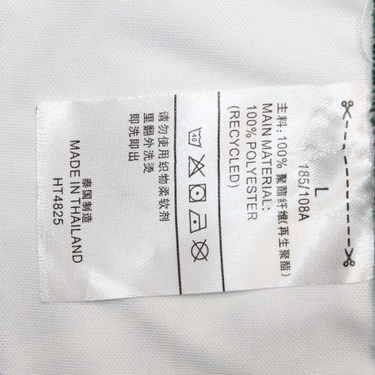 L
185/108A
主料: 100% 聚酯纤维(再生聚酯)
MAIN MATERIAL:
100% POLYESTER
(RECYCLED)
40
请勿使用织物柔软剂
里翻外洗烫
即洗即出
泰国制造
MADE IN THAILAND
HT4825